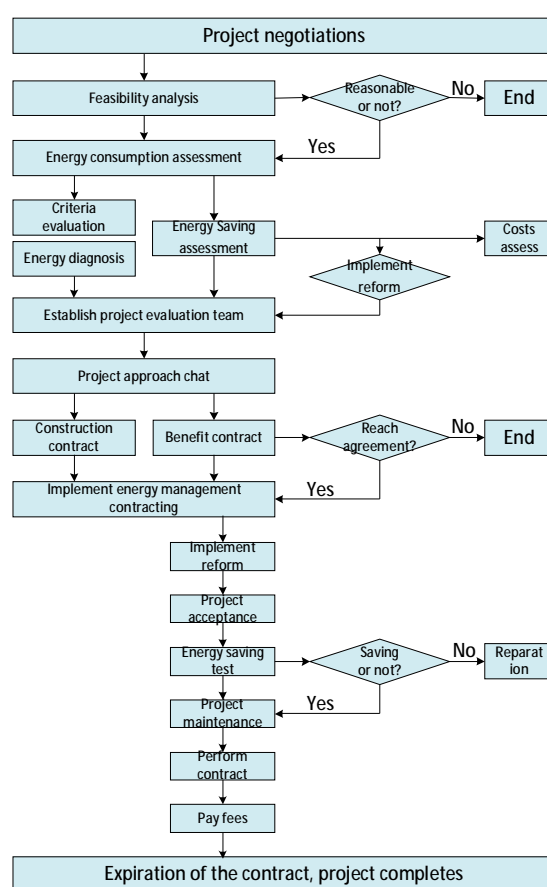 Project negotiations
Feasibility analysis
Reasonable
or not?
No
End
Yes
Energy consumption assessment
Criteria
evaluation
Energy Saving
assessment
Costs
assess
Energy diagnosis
Implement
reform
Establish project evaluation team
Project approach chat
Construction
contract
Benefit contract
Reach
agreement?
No
End
Yes
Implement energy management
contracting
Implement
reform
Project
acceptance
Energy saving
test
Saving
or not?
No
Reparat
ion
Yes
Project
maintenance
Perform
contract
Pay fees
Expiration of the contract, project completes